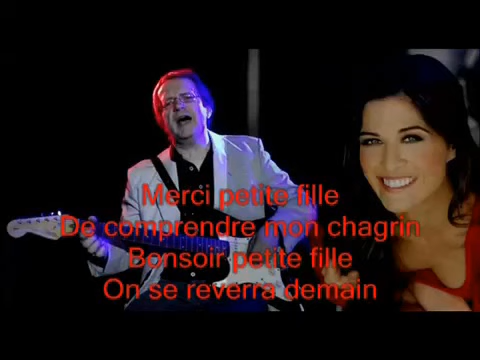 Merci petite fille
De comprendre mon chagrin
Bonsoir petite fille
On se reverra demain